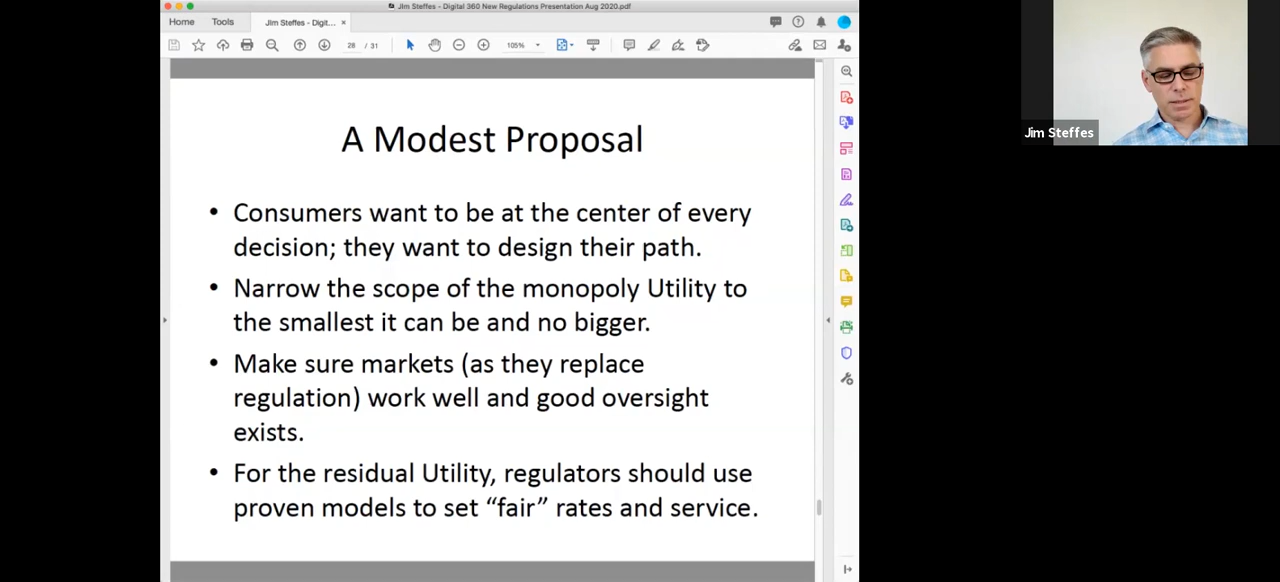 Jim Steffes - Digital 360 New Regulations Presentation Aug 2020.pdf
Home Tools Jim Steffes - Digit... ×
28 / 31 105%
A Modest Proposal
• Consumers want to be at the center of every
decision; they want to design their path.
• Narrow the scope of the monopoly Utility to
the smallest it can be and no bigger.
• Make sure markets (as they replace
regulation) work well and good oversight
exists.
• For the residual Utility, regulators should use
proven models to set “fair” rates and service.
Jim Steffes